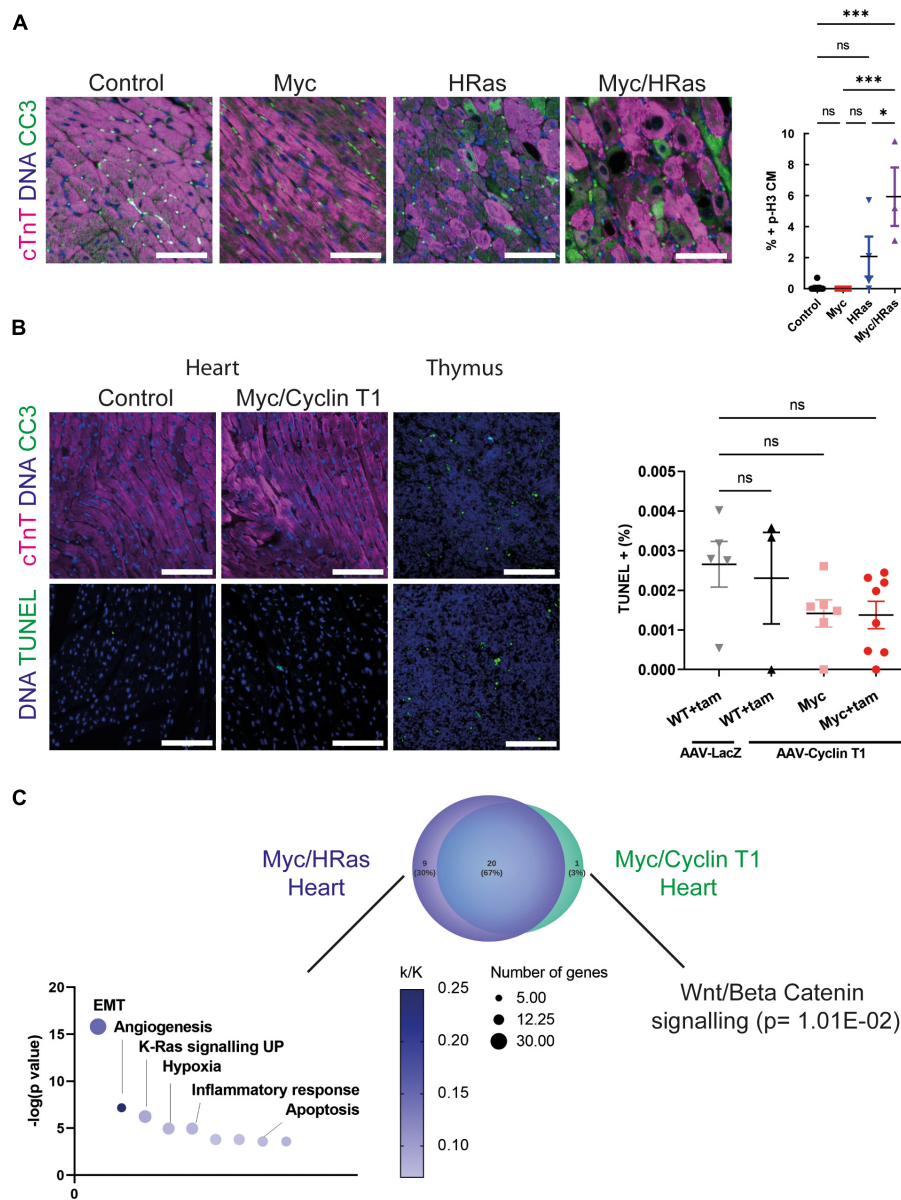 A
Control
Myc
HRas
Myc/HRas
cTnT DNA CC3
***
ns
***
ns
ns
*
% + p-H3 CM
10
8
6
4
2
0
Control
Myc
HRas
Myc/HRas
B
Heart
Thymus
Control
Myc/Cyclin T1
cTnT DNA CC3
DNA TUNEL
ns
ns
ns
TUNEL + (%)
0.005
0.004
0.003
0.002
0.001
0.000
WT+tam
WT+tam
Myc
Myc+tam
AAV-LacZ
AAV-Cyclin T1
C
Myc/HRas
Heart
9
(30%)
20
(67%)
1
(3%)
Myc/Cyclin T1
Heart
-log(p value)
20
15
10
5
0
0
EMT
Angiogenesis
K-Ras signalling UP
Hypoxia
Inflammatory response
Apoptosis
k/K
0.25
0.20
0.15
0.10
Number of genes
5.00
12.25
30.00
Wnt/Beta Catenin
signalling (p= 1.01E-02)